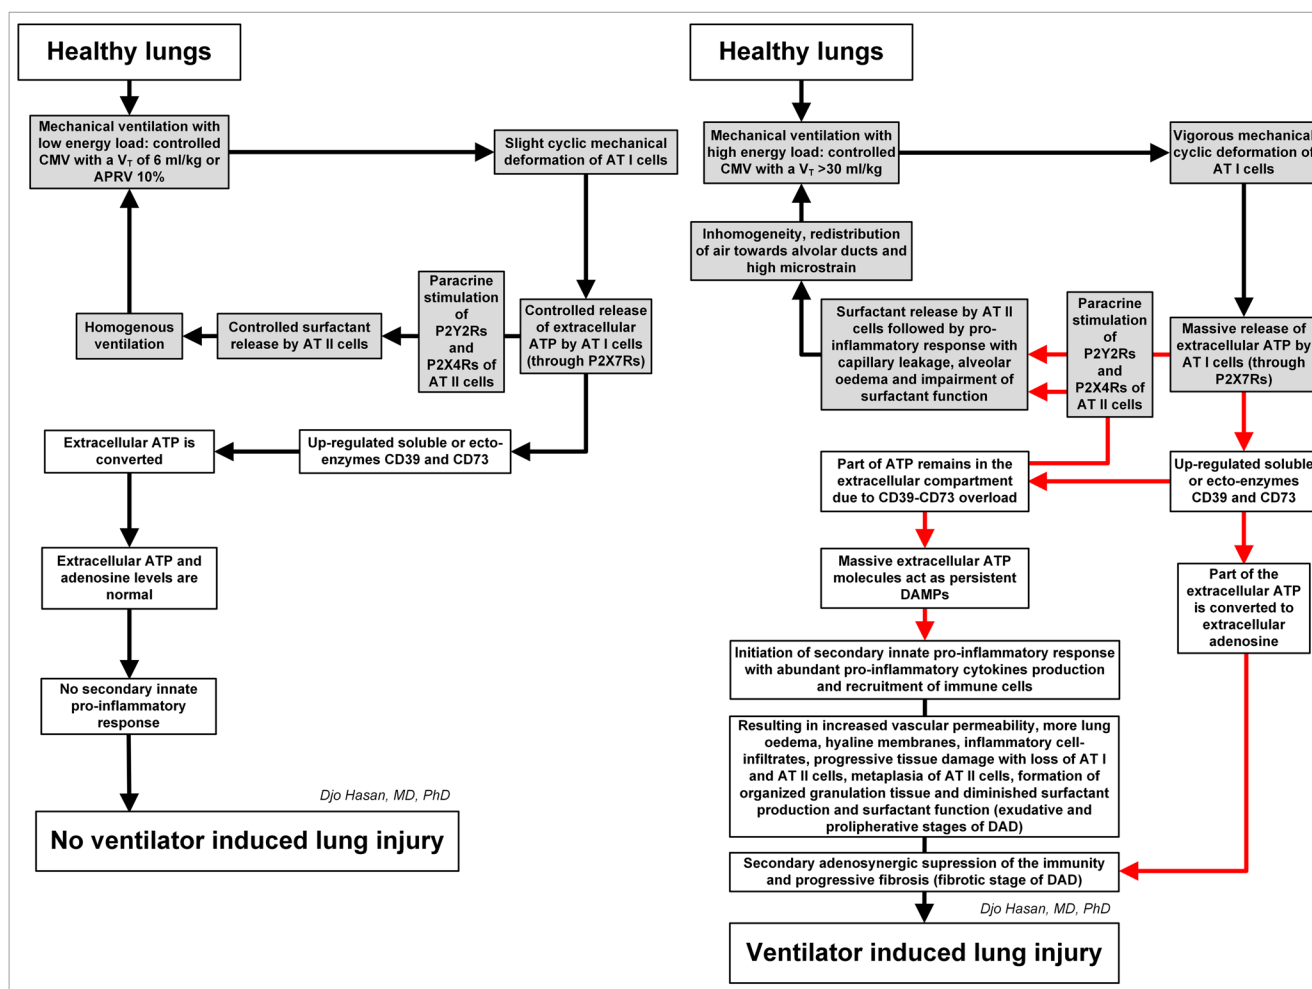 Healthy lungs
Mechanical ventilation with
low energy load: controlled
CMV with a VT of 6 ml/kg or
APRV 10%
Slight cyclic mechanical
deformation of AT I cells
Controlled release
of extracellular
ATP by AT I cells
(through P2X7Rs)
Paracrine
stimulation
of
P2Y2Rs
and
P2X4Rs of
AT II cells
Controlled surfactant
release by AT II cells
Homogenous
ventilation
Up-regulated soluble or ecto-
enzymes CD39 and CD73
Extracellular ATP is
converted
Extracellular ATP and
adenosine levels are
normal
No secondary innate
pro-inflammatory
response
Djo Hasan, MD, PhD
No ventilator induced lung injury
Healthy lungs
Mechanical ventilation with
high energy load: controlled
CMV with a VT >30 ml/kg
Vigorous mechanical
cyclic deformation of
AT I cells
Inhomogeneity, redistribution
of air towards alvolar ducts and
high microstrain
Surfactant release by AT II
cells followed by pro-
inflammatory response with
capillary leakage, alveolar
oedema and impairment of
surfactant function
Paracrine
stimulation
of
P2Y2Rs
and
P2X4Rs of
AT II cells
Massive release of
extracellular ATP by
AT I cells (through
P2X7Rs)
Part of ATP remains in the
extracellular compartment
due to CD39-CD73 overload
Up-regulated soluble
or ecto-enzymes
CD39 and CD73
Massive extracellular ATP
molecules act as persistent
DAMPs
Part of the
extracellular ATP
is converted to
extracellular
adenosine
Initiation of secondary innate pro-inflammatory response
with abundant pro-inflammatory cytokines production
and recruitment of immune cells
Resulting in increased vascular permeability, more lung
oedema, hyaline membranes, inflammatory cell-
infiltrates, progressive tissue damage with loss of AT I
and AT II cells, metaplasia of AT II cells, formation of
organized granulation tissue and diminished surfactant
production and surfactant function (exudative and
prolipherative stages of DAD)
Secondary adenosynergic supression of the immunity
and progressive fibrosis (fibrotic stage of DAD)
Djo Hasan, MD, PhD
Ventilator induced lung injury